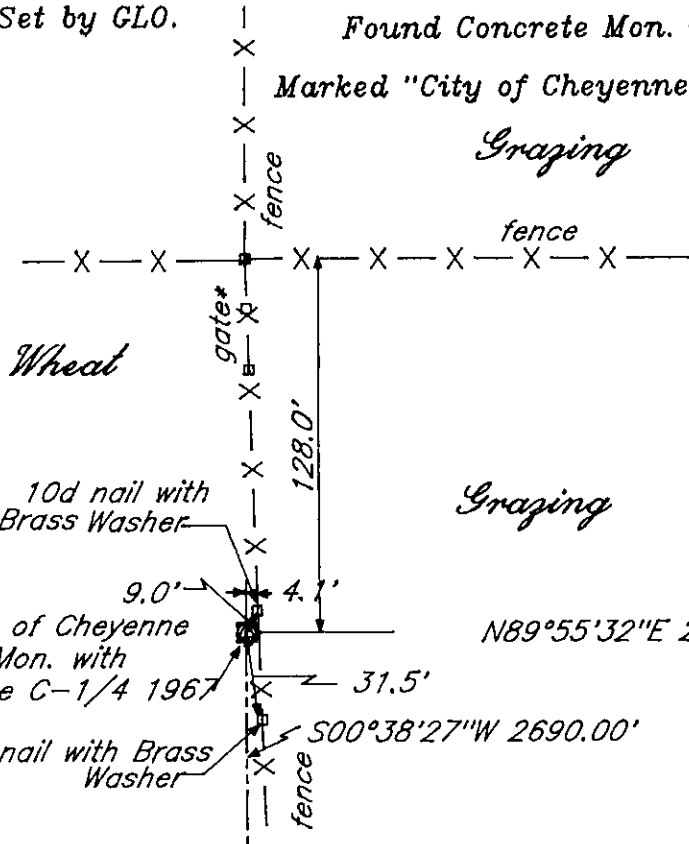 Set by GLO.
Found Concrete Mon.
Marked "City of Cheyenne
Grazing
fence
fence
gate*
Wheat
128.0'
10d nail with
Brass Washer
Grazing
9.0'
4.1'
of Cheyenne
Mon. with
C-1/4 1967
N89°55'32"E
31.5'
S00°38'27"W 2690.00'
nail with Brass
Washer
fence